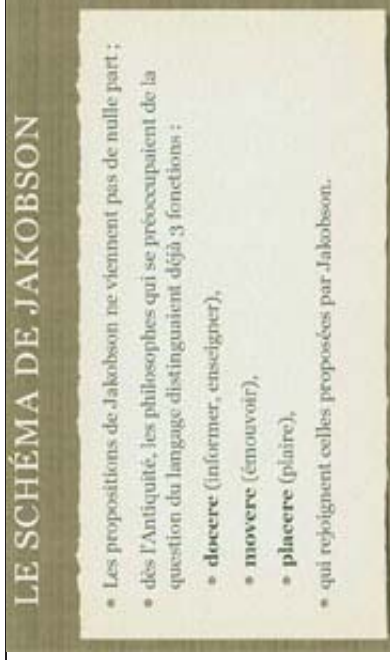 LE SCHÉMA DE JAKOBSON
• Les propositions de Jakobson ne viennent pas de nulle part ;
• dès l'Antiquité, les philosophes qui se préoccupaient de la
question du langage distinguaient déjà 3 fonctions :
• docere (informer, enseigner),
• movere (émouvoir),
• placere (plaire),
• qui rejoignent celles proposées par Jakobson.